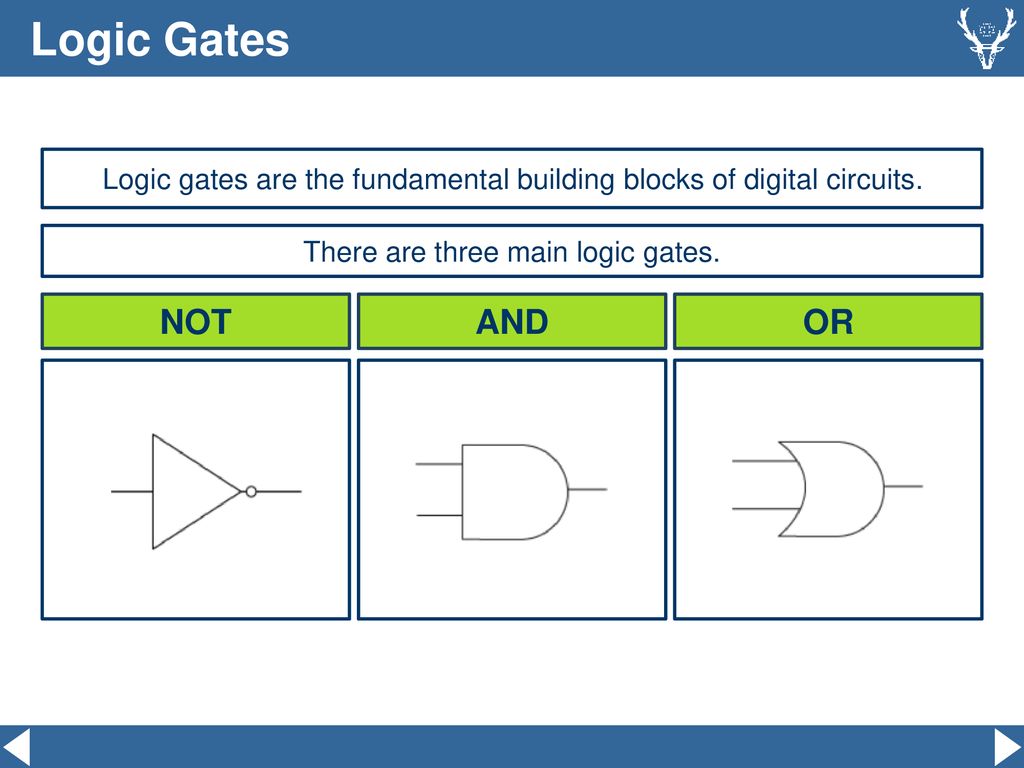 Logic Gates
Logic gates are the fundamental building blocks of digital circuits.
There are three main logic gates.
NOT
AND
OR